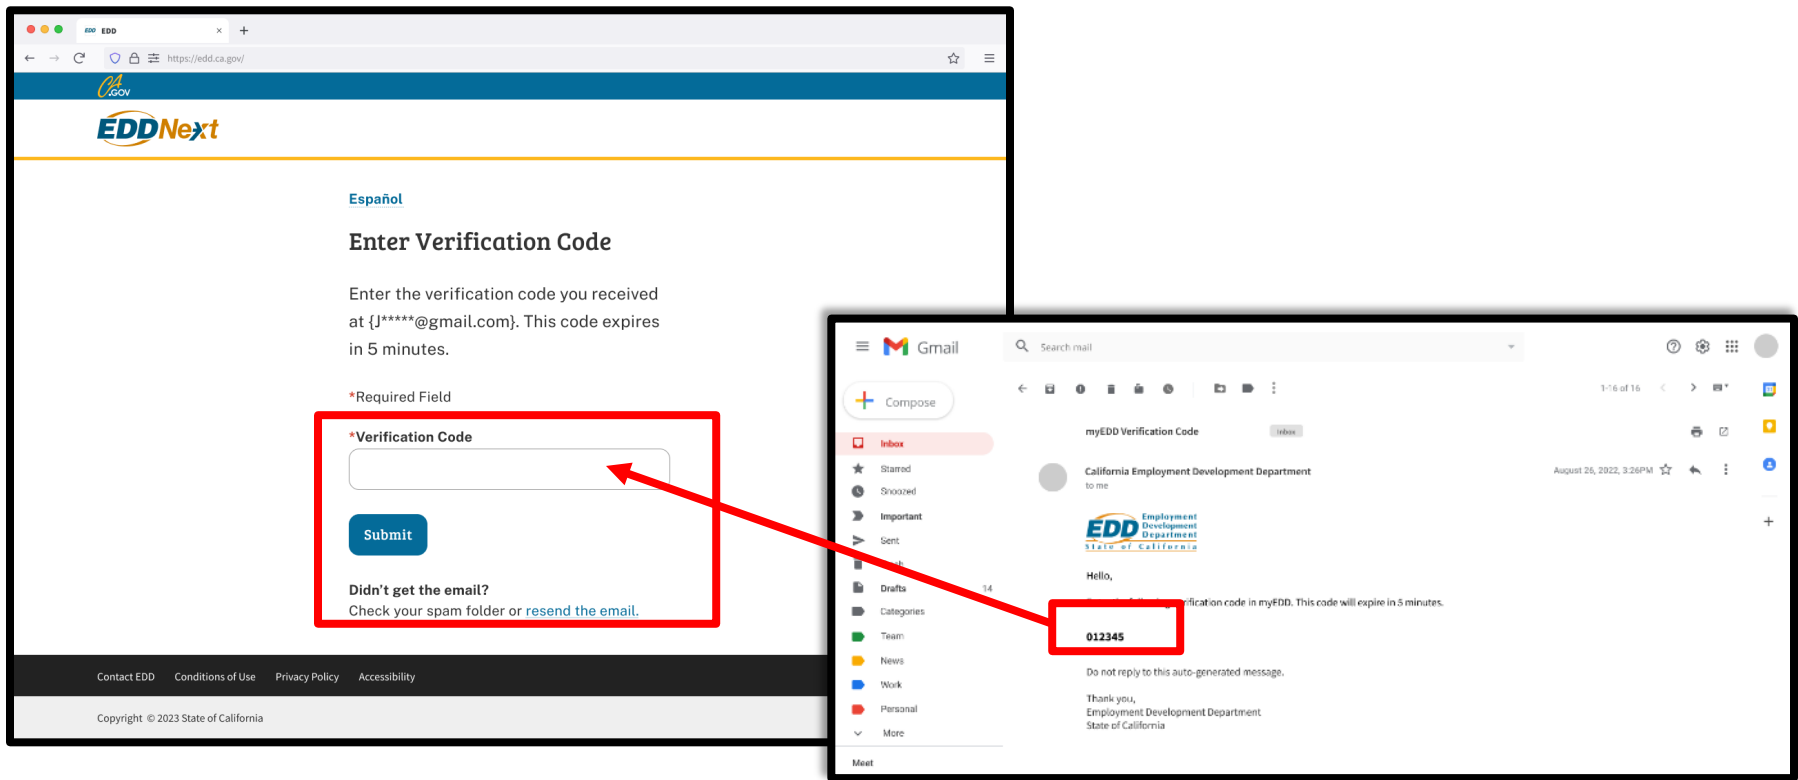 EDD EDD
https://edd.ca.gov/
CA.GOV
EDDNext
Español
Enter Verification Code
Enter the verification code you received
at {J*****@gmail.com}. This code expires
in 5 minutes.
*Required Field
*Verification Code
Submit
Didn't get the email?
Check your spam folder or resend the email.
Contact EDD Conditions of Use Privacy Policy Accessibility
Copyright © 2023 State of California
Gmail
Search mail
Compose
1-16 of 16
Inbox
Starred
Snoozed
Important
Sent
Drafts 14
Categories
Team
News
Work
Personal
More
Meet
myEDD Verification Code Inbox
California Employment Development Department
to me
August 26, 2022, 3:26PM
EDD Employment
Development
Department
State of California
Hello,
code in myEDD. This code will expire in 5 minutes.
012345
Do not reply to this auto-generated message.
Thank you,
Employment Development Department
State of California